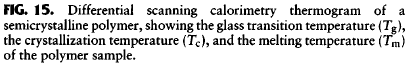 FIG. 15. Differential scanning calorimetry thermogram of a
semicrystalline polymer, showing the glass transition temperature (Tg),
the crystallization temperature (Tc), and the melting temperature (Tm)
of the polymer sample.